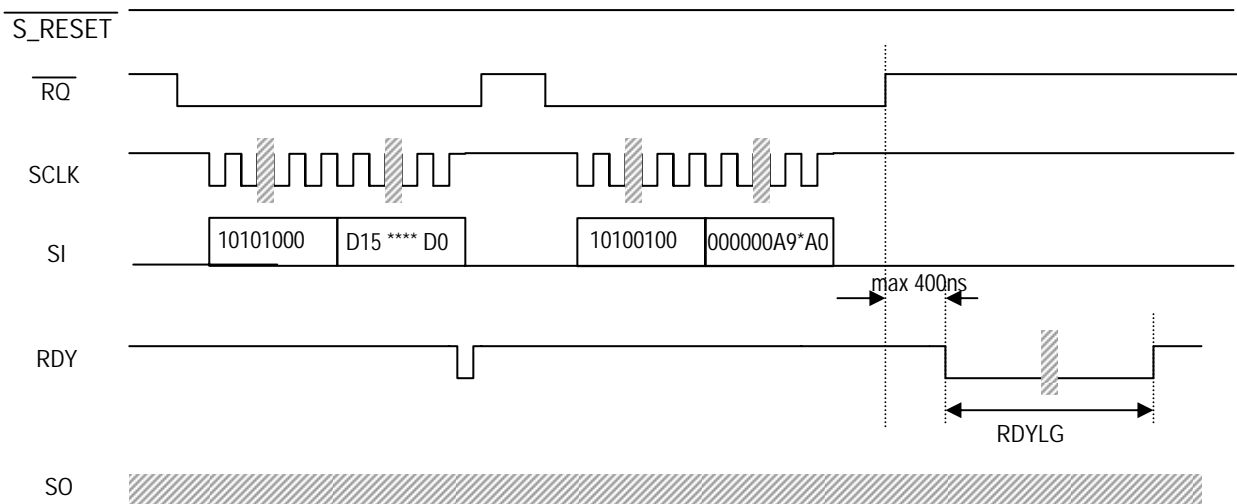 S_RESET
RQ
SCLK
SI
10101000
D15 **** D0
10100100
000000A9*A0
max 400ns
RDY
RDYLG
SO